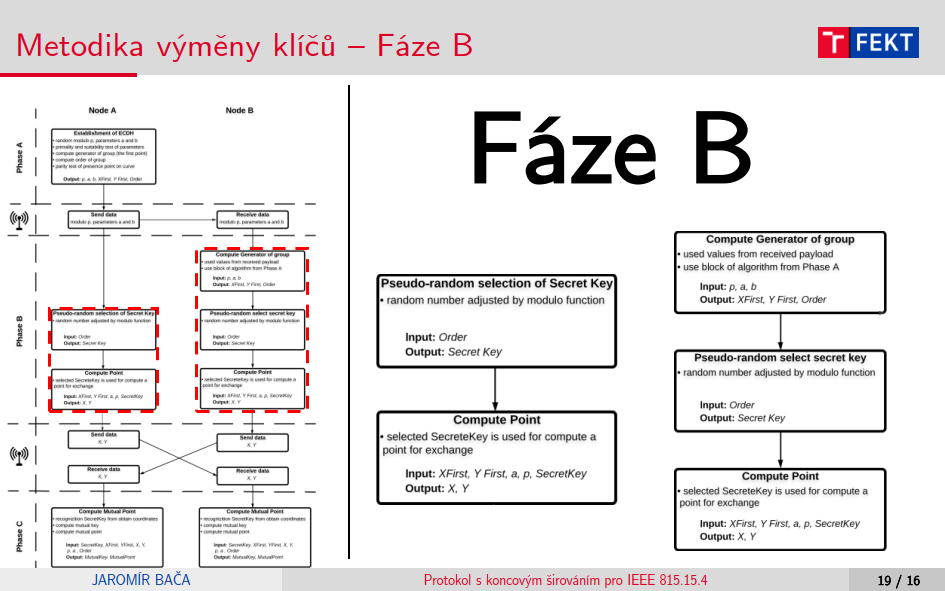 Metodika výměny klíčů – Fáze B
T FEKT
Node A
Node B
Phase A
Establishment of ECDH
• random modulo p, parameters a and b
• primality and suitability test of parameters
• compute generator of group (the first point)
• compute order of group
• parity test of presence point on curve
Output: p, a, b, XFirst, Y First, Order
Send data
modulo p, parameters a and b
Receive data
modulo p, parameters a and b
Phase B
Compute Generator of group
• used values from received payload
• use block of algorithm from Phase A
Input: p, a, b
Output: XFirst, Y First, Order
Pseudo-random selection of Secret Key
• random number adjusted by modulo function
Input: Order
Output: Secret Key
Pseudo-random select secret key
• random number adjusted by modulo function
Input: Order
Output: Secret Key
Compute Point
• selected SecreteKey is used for compute a
point for exchange
Input: XFirst, Y First, a, p, SecretKey
Output: X, Y
Compute Point
• selected SecreteKey is used for compute a
point for exchange
Input: XFirst, Y First, a, p, SecretKey
Output: X, Y
Send data
X, Y
Send data
X, Y
Receive data
X, Y
Receive data
X, Y
Phase C
Compute Mutual Point
• recognization SecretKey from obtain coordinates
• compute mutual key
• compute mutual point
Input: SecretKey, XFirst, YFirst, X, Y,
p, a , Order
Output: MutualKey, MutualPoint
Compute Mutual Point
• recognization SecretKey from obtain coordinates
• compute mutual key
• compute mutual point
Input: SecretKey, XFirst, YFirst, X, Y,
p, a , Order
Output: MutualKey, MutualPoint
Fáze B
Pseudo-random selection of Secret Key
• random number adjusted by modulo function
Input: Order
Output: Secret Key
Compute Point
• selected SecreteKey is used for compute a
point for exchange
Input: XFirst, Y First, a, p, SecretKey
Output: X, Y
Compute Generator of group
• used values from received payload
• use block of algorithm from Phase A
Input: p, a, b
Output: XFirst, Y First, Order
Pseudo-random select secret key
• random number adjusted by modulo function
Input: Order
Output: Secret Key
Compute Point
• selected SecreteKey is used for compute a
point for exchange
Input: XFirst, Y First, a, p, SecretKey
Output: X, Y
JAROMÍR BAČA
Protokol s koncovým šifrováním pro IEEE 815.15.4
19 / 16